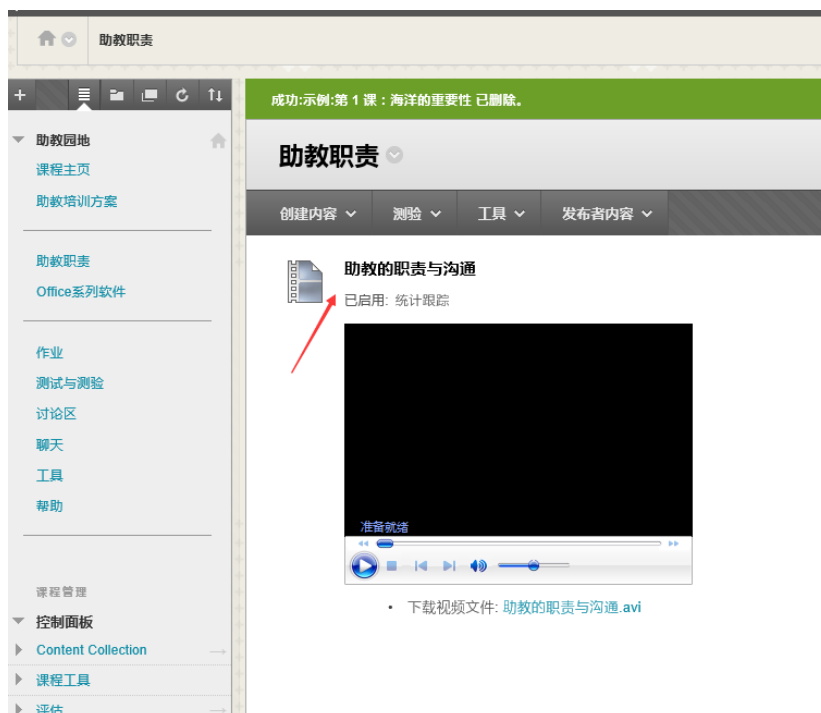 助教职责
成功:示例:第 1 课：海洋的重要性 已删除。
助教园地
课程主页
助教培训方案
助教职责
Office系列软件
作业
测试与测验
讨论区
聊天
工具
帮助
课程管理
控制面板
Content Collection
课程工具
评估
助教职责
创建内容 测验 工具 发布者内容
助教的职责与沟通
已启用: 统计跟踪
准备就绪
• 下载视频文件: 助教的职责与沟通.avi